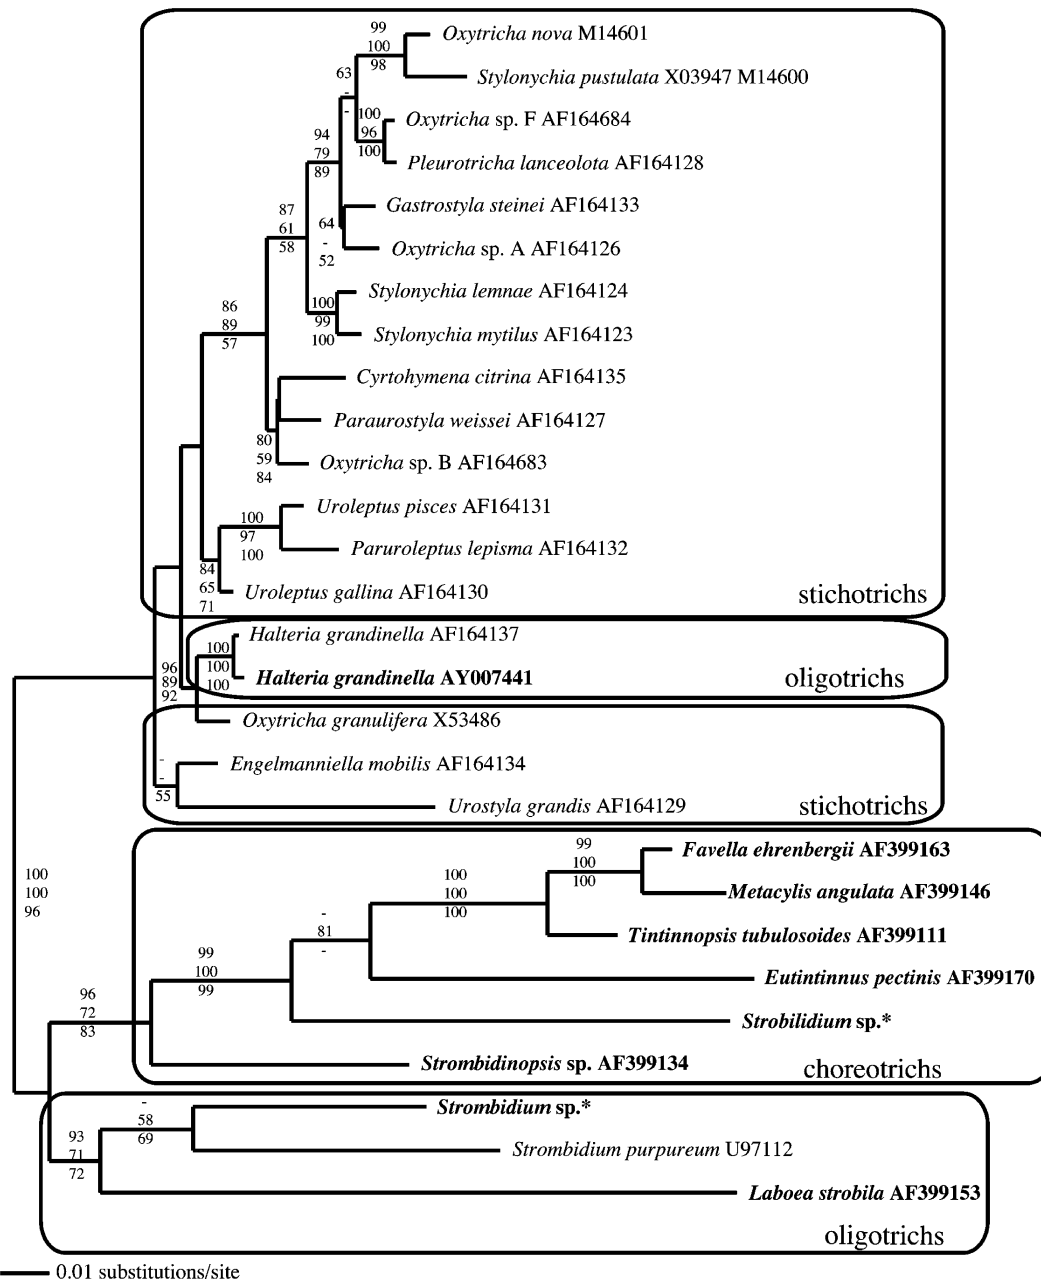 99
Oxytricha nova M14601
100
98
63
Stylonychia pustulata X03947 M14600
-
-
100
Oxytricha sp. F AF164684
96
94
79
100
Pleurotricha lanceolota AF164128
89
87
Gastrostyla steinei AF164133
61
64
58
-
Oxytricha sp. A AF164126
52
Stylonychia lemnae AF164124
100
86
99
89
100
Stylonychia mytilus AF164123
57
Cyrtohymena citrina AF164135
Paraurostyla weissei AF164127
80
59
Oxytricha sp. B AF164683
84
Uroleptus pisces AF164131
100
97
100
Paruroleptus lepisma AF164132
84
65
Uroleptus gallina AF164130
71
stichotrichs
Halteria grandinella AF164137
100
96
100
89
100
Halteria grandinella AY007441
92
oligotrichs
Oxytricha granulifera X53486
-
Engelmanniella mobilis AF164134
-
55
Urostyla grandis AF164129
stichotrichs
99
Favella ehrenbergii AF399163
100
100
100
100
100
100
100
96
Metacylis angulata AF399146
-
81
-
Tintinnopsis tubulosoides AF399111
99
100
99
Eutintinnus pectinis AF399170
96
72
83
Strobilidium sp.*
Strombidinopsis sp. AF399134
choreotrichs
-
58
69
Strombidium sp.*
93
71
72
Strombidium purpureum U97112
Laboea strobila AF399153
oligotrichs
0.01 substitutions/site